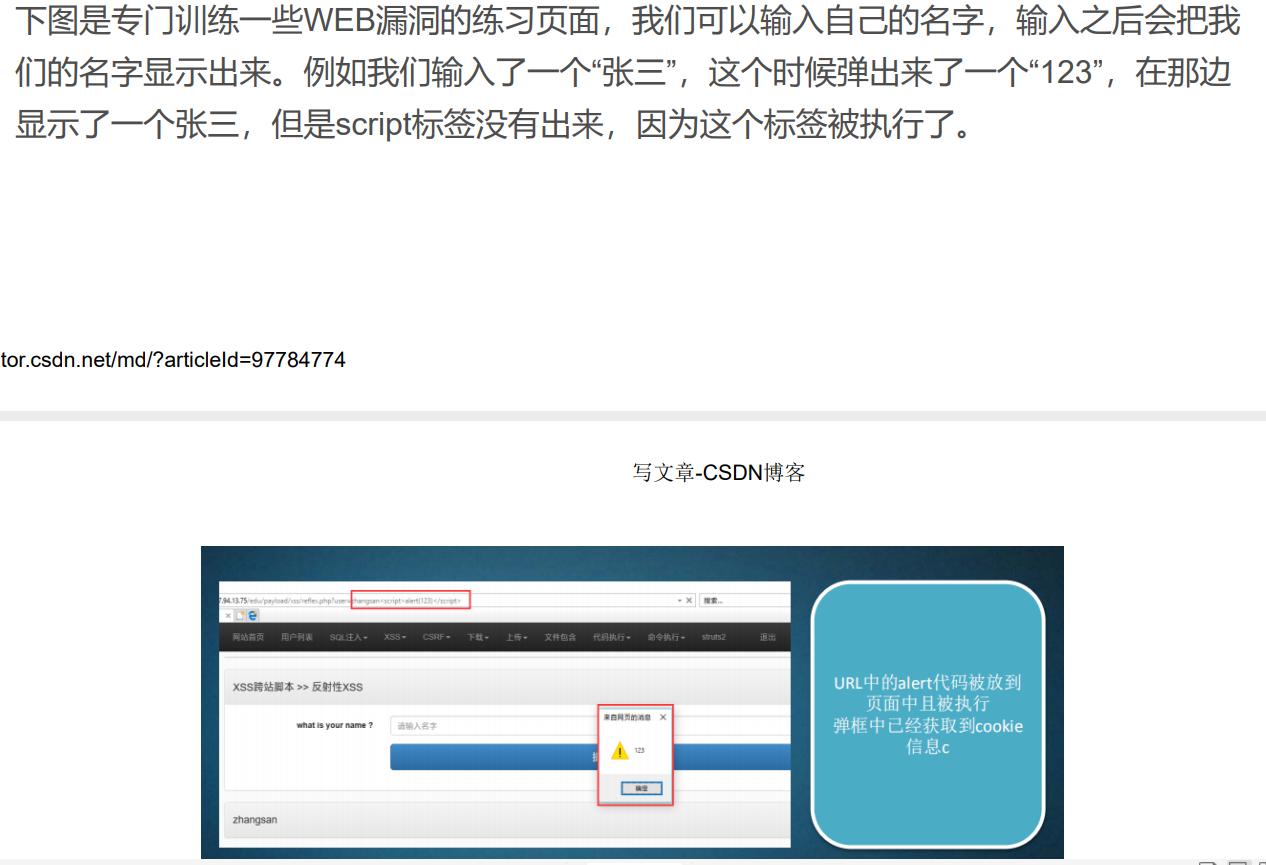 下图是专门训练一些WEB漏洞的练习页面，我们可以输入自己的名字，输入之后会把我
们的名字显示出来。例如我们输入了一个“张三”，这个时候弹出来了一个“123”，在那边
显示了一个张三，但是script标签没有出来，因为这个标签被执行了。
tor.csdn.net/md/?articleId=97784774
写文章-CSDN博客
7.94.13.75/edu/payload/xss/reflex.php?user=zhangsan<script>alert(123)</script>
搜索...
网站首页 用户列表 SQL注入 XSS CSRF 下载 上传 文件包含 代码执行 命令执行 struts2 退出
XSS跨站脚本 >> 反射性XSS
what is your name ?
请输入名字
来自网页的消息
123
确定
zhangsan
URL中的alert代码被放到
页面中且被执行
弹框中已经获取到cookie
信息c